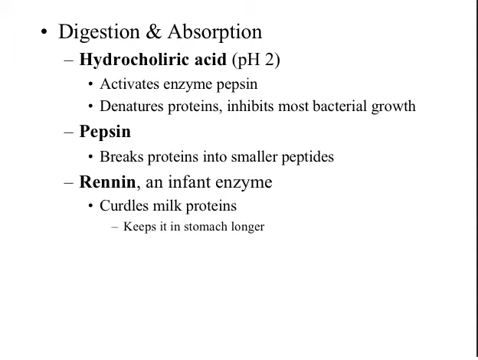 • Digestion & Absorption
– Hydrocholiric acid (pH 2)
• Activates enzyme pepsin
• Denatures proteins, inhibits most bacterial growth
– Pepsin
• Breaks proteins into smaller peptides
– Rennin, an infant enzyme
• Curdles milk proteins
– Keeps it in stomach longer